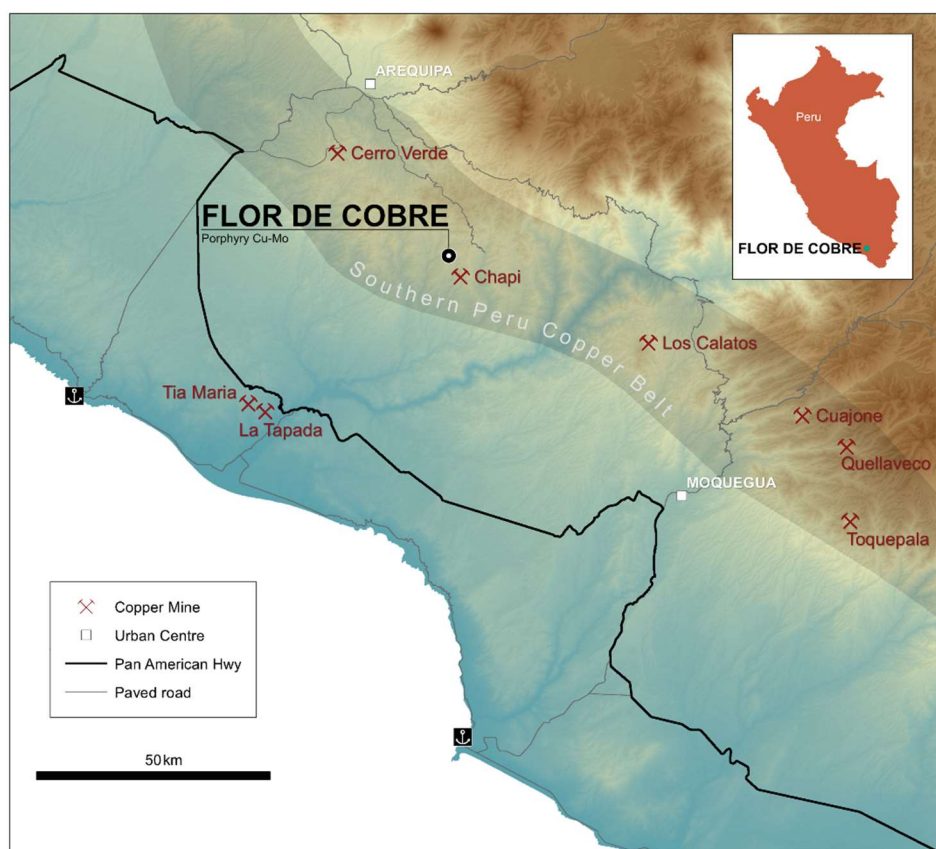 AREQUIPA
Cerro Verde
FLOR DE COBRE
Porphyry Cu-Mo
Chapi
Southern Peru Copper Belt
Los Calatos
Tia Maria
La Tapada
Cuajone
Quellaveco
MOQUEGUA
Toquepala
Peru
FLOR DE COBRE
Copper Mine
Urban Centre
Pan American Hwy
Paved road
50km